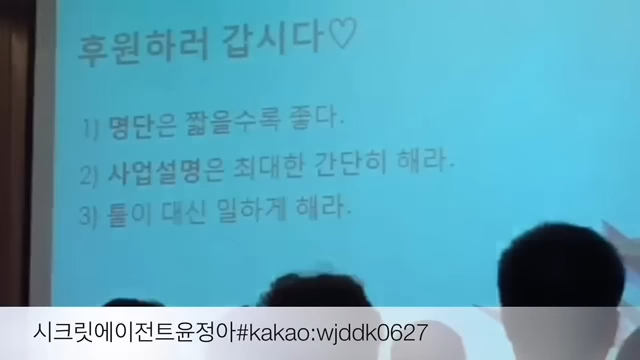 후원하러 갑시다♡
1) 명단은 짧을수록 좋다.
2) 사업설명은 최대한 간단히 해라.
3) 툴이 대신 일하게 해라.
시크릿에이전트윤정아#kakao:wjddk0627